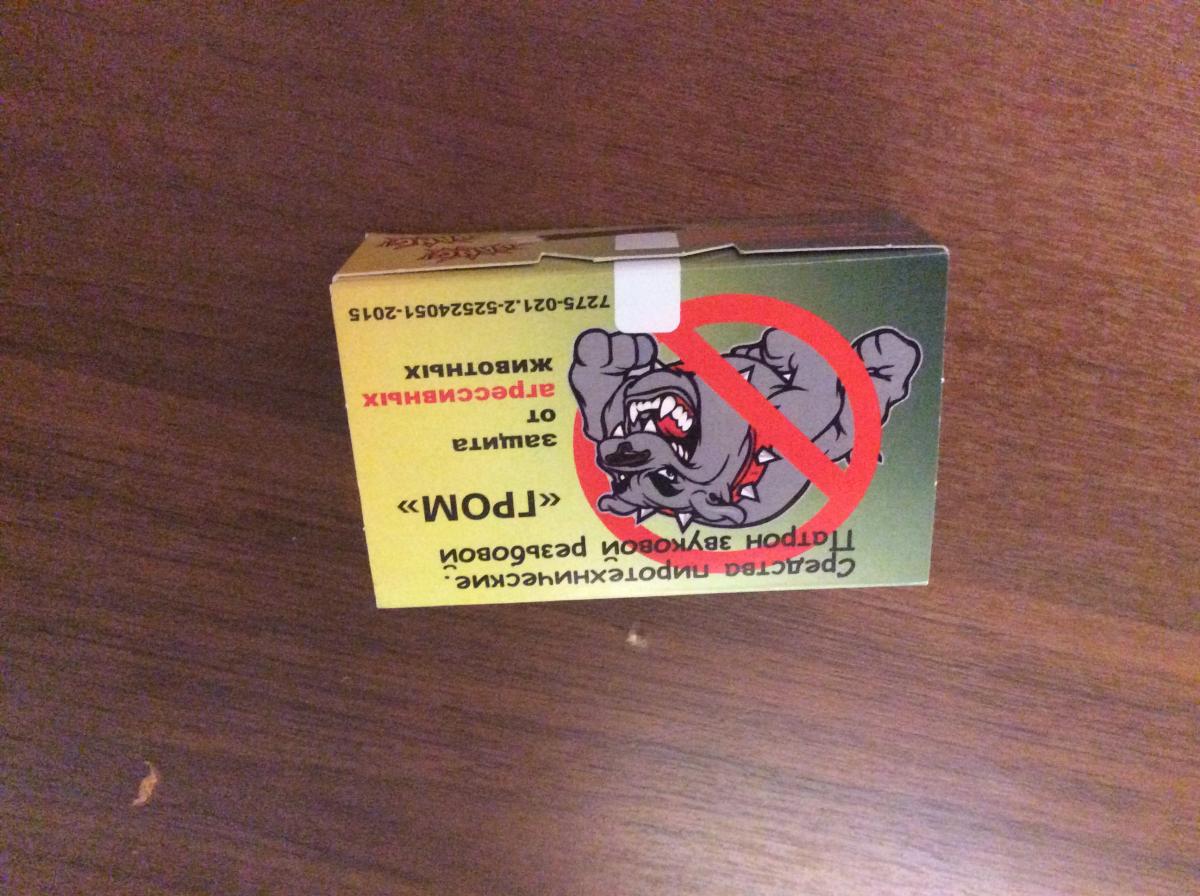 Средства пиротехнические.
Патрон звуковой резьбовой
«ГРОМ»
защита
от
агрессивных
животных
7275-021.2-52524051-2015